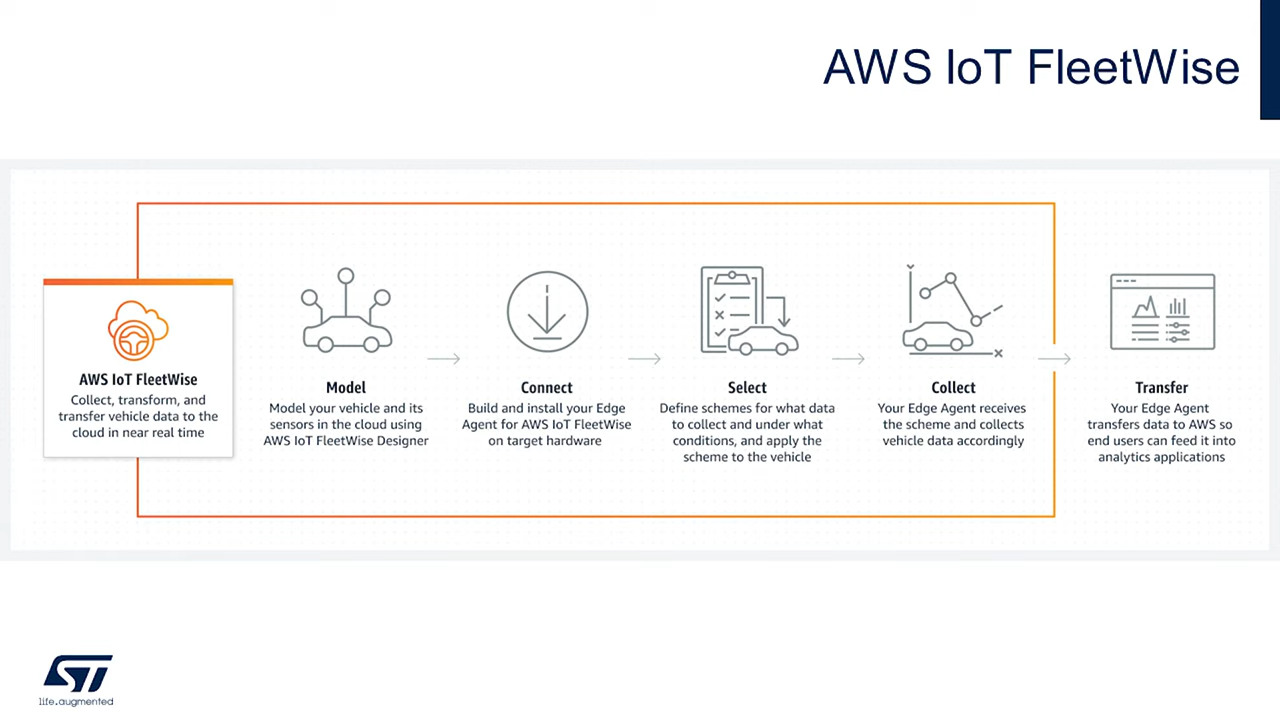 AWS IoT FleetWise
AWS IoT FleetWise
Collect, transform, and
transfer vehicle data to the
cloud in near real time
Model
Model your vehicle and its
sensors in the cloud using
AWS IoT FleetWise Designer
Connect
Build and install your Edge
Agent for AWS IoT FleetWise
on target hardware
Select
Define schemes for what data
to collect and under what
conditions, and apply the
scheme to the vehicle
Collect
Your Edge Agent receives
the scheme and collects
vehicle data accordingly
Transfer
Your Edge Agent
transfers data to AWS so
end users can feed it into
analytics applications
ST
life.augmented